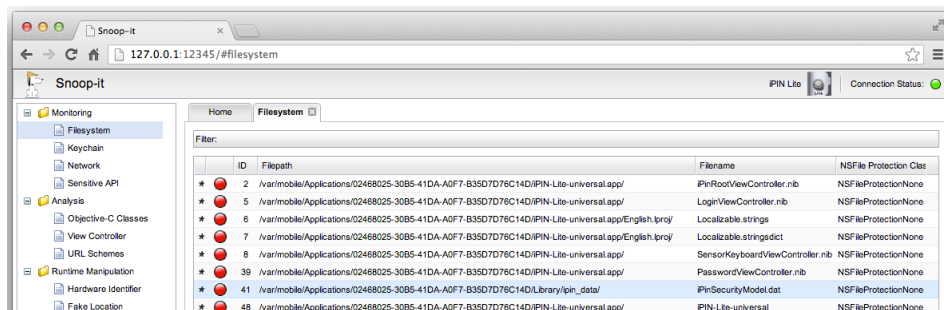 Snoop-it
127.0.0.1:12345/#filesystem
Snoop-it
iPIN Lite
Connection Status:
Monitoring
Filesystem
Keychain
Network
Sensitive API
Analysis
Objective-C Classes
View Controller
URL Schemes
Runtime Manipulation
Hardware Identifier
Fake Location
Home Filesystem
Filter:
ID Filepath Filename NSFile Protection Clas
* 2 /var/mobile/Applications/02468025-30B5-41DA-A0F7-B35D7D76C14D/iPIN-Lite-universal.app/ iPinRootViewController.nib NSFileProtectionNone
* 5 /var/mobile/Applications/02468025-30B5-41DA-A0F7-B35D7D76C14D/iPIN-Lite-universal.app/ LoginViewController.nib NSFileProtectionNone
* 6 /var/mobile/Applications/02468025-30B5-41DA-A0F7-B35D7D76C14D/iPIN-Lite-universal.app/English.lproj/ Localizable.strings NSFileProtectionNone
* 7 /var/mobile/Applications/02468025-30B5-41DA-A0F7-B35D7D76C14D/iPIN-Lite-universal.app/English.lproj/ Localizable.stringsdict NSFileProtectionNone
* 8 /var/mobile/Applications/02468025-30B5-41DA-A0F7-B35D7D76C14D/iPIN-Lite-universal.app/ SensorKeyboardViewController.nib NSFileProtectionNone
* 39 /var/mobile/Applications/02468025-30B5-41DA-A0F7-B35D7D76C14D/iPIN-Lite-universal.app/ PasswordViewController.nib NSFileProtectionNone
* 41 /var/mobile/Applications/02468025-30B5-41DA-A0F7-B35D7D76C14D/Library/ipin_data/ iPinSecurityModel.dat NSFileProtectionNone
* 48 /var/mobile/Applications/02468025-30B5-41DA-A0F7-B35D7D76C14D/iPIN-Lite-universal.app/ iPIN-Lite-universal NSFileProtectionNone